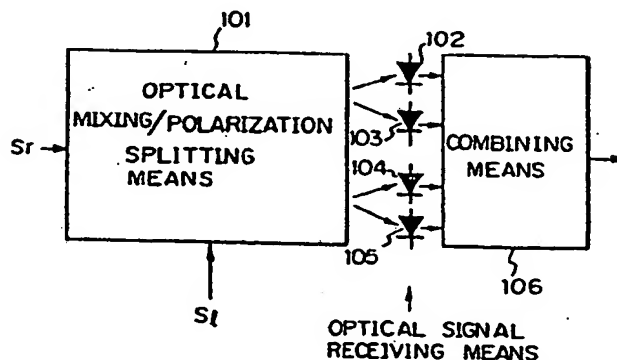 101
102
OPTICAL
MIXING/POLARIZATION
SPLITTING
MEANS
Sr
103
104
105
COMBINING
MEANS
106
Sℓ
OPTICAL SIGNAL
RECEIVING MEANS